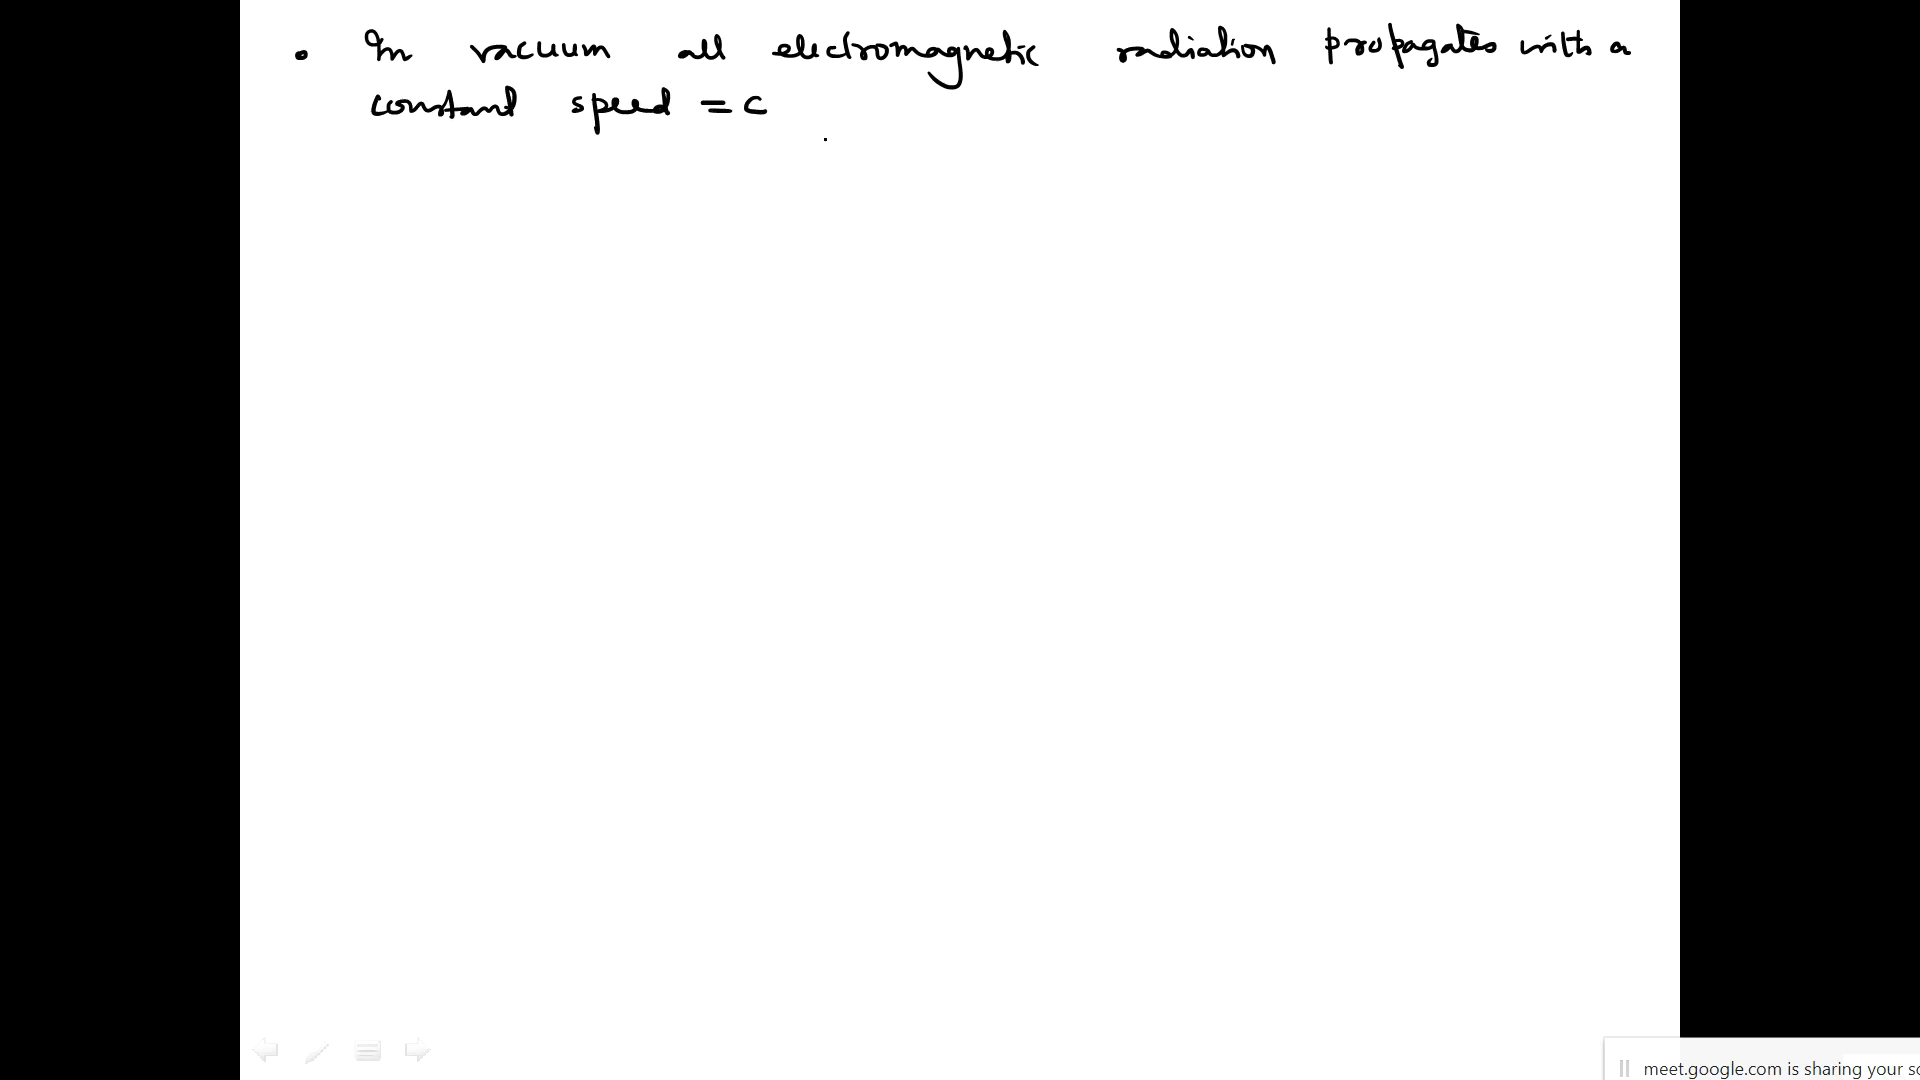 • In vacuum all electromagnetic radiation propagates with a
constant speed = c
meet.google.com is sharing your sc